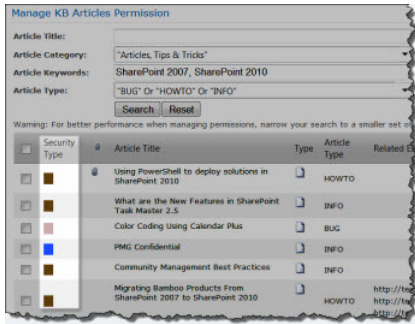 Manage KB Articles Permission
Article Title:
Article Category: "Articles, Tips & Tricks"
Article Keywords: SharePoint 2007, SharePoint 2010
Article Type: "BUG" Or "HOWTO" Or "INFO"
Search Reset
Warning: For better performance when managing permissions, narrow your search to a smaller set o
Security Type Article Title Type Article Type Related
Using PowerShell to deploy solutions in
SharePoint 2010 HOWTO
What are the New Features in SharePoint
Task Master 2.5 INFO
Color Coding Using Calendar Plus BUG
PMG Confidential INFO
Community Management Best Practices INFO
Migrating Bamboo Products From http://te
SharePoint 2007 to SharePoint 2010 HOWTO http://te
http://te